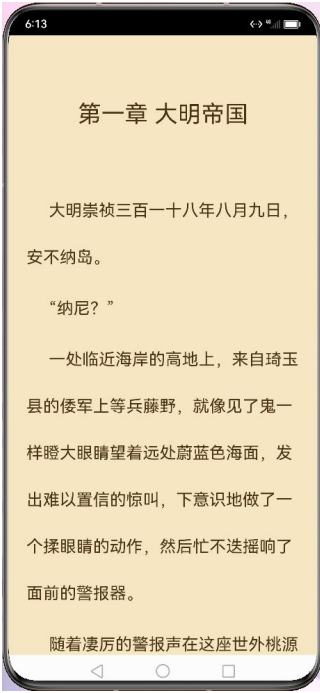 6:13
第一章 大明帝国
大明崇祯三百一十八年八月九日，
安不纳岛。
“纳尼？”
一处临近海岸的高地上，来自琦玉
县的倭军上等兵藤野，就像见了鬼一
样瞪大眼睛望着远处蔚蓝色海面，发
出难以置信的惊叫，下意识地做了一
个揉眼睛的动作，然后忙不迭摇响了
面前的警报器。
随着凄厉的警报声在这座世外桃源